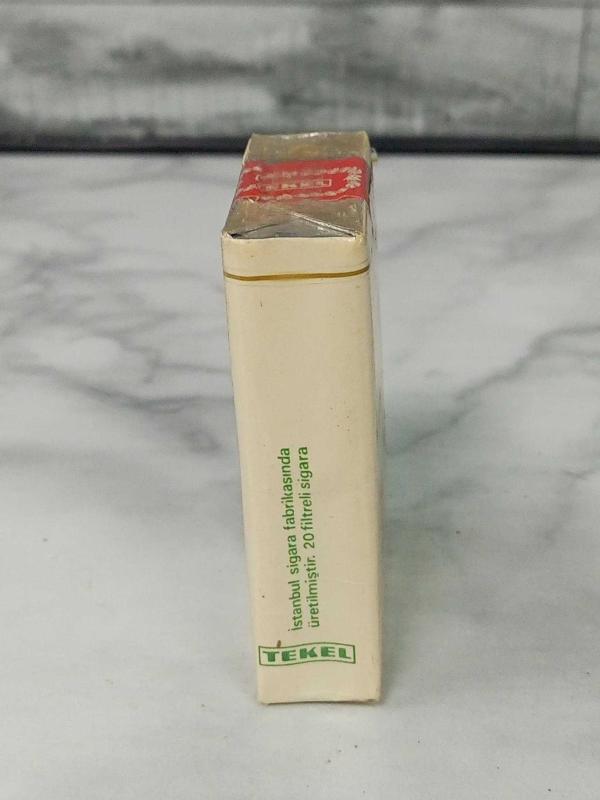 TEKEL
İstanbul sigara fabrikasında
üretilmiştir. 20 filtreli sigara
TEKEL